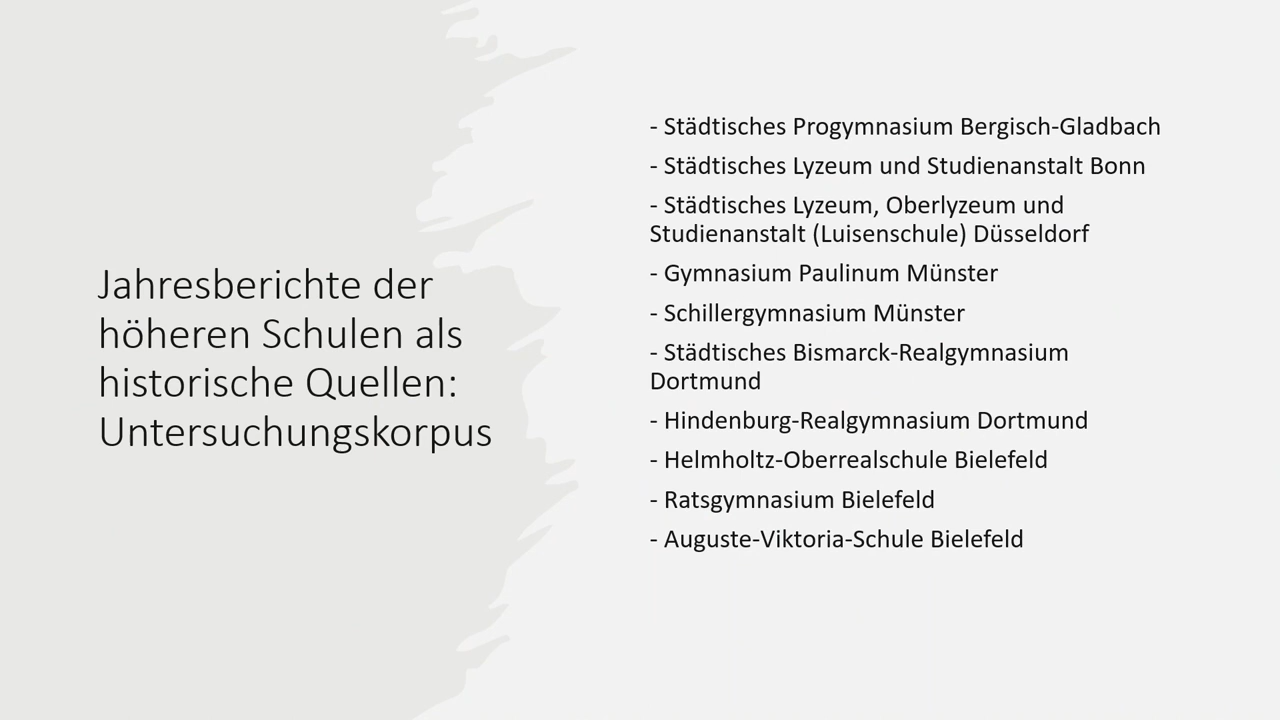 Jahresberichte der
höheren Schulen als
historische Quellen:
Untersuchungskorpus
- Städtisches Progymnasium Bergisch-Gladbach
- Städtisches Lyzeum und Studienanstalt Bonn
- Städtisches Lyzeum, Oberlyzeum und
Studienanstalt (Luisenschule) Düsseldorf
- Gymnasium Paulinum Münster
- Schillergymnasium Münster
- Städtisches Bismarck-Realgymnasium
Dortmund
- Hindenburg-Realgymnasium Dortmund
- Helmholtz-Oberrealschule Bielefeld
- Ratsgymnasium Bielefeld
- Auguste-Viktoria-Schule Bielefeld